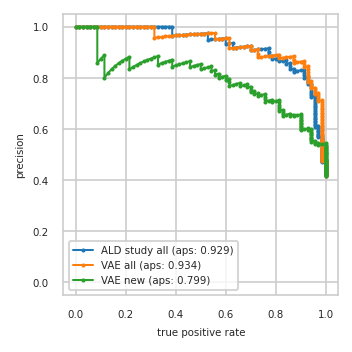 1.0
0.8
0.6
0.4
0.2
0.0
precision
ALD study all (aps: 0.929)
VAE all (aps: 0.934)
VAE new (aps: 0.799)
0.0 0.2 0.4 0.6 0.8 1.0
true positive rate